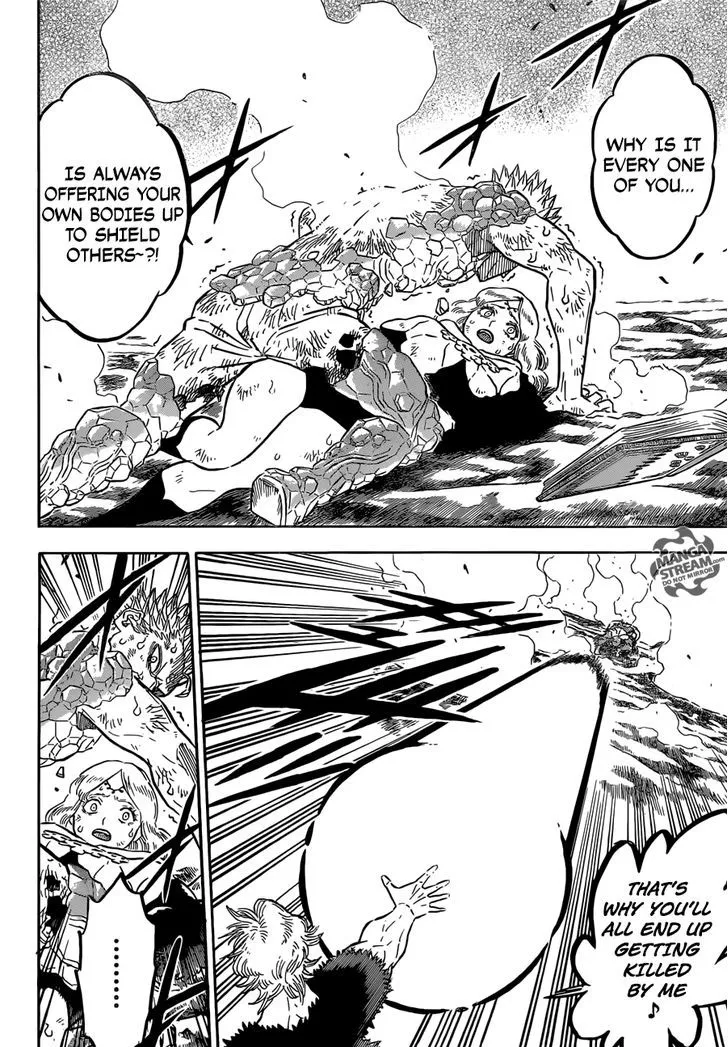 WHY IS IT
EVERY ONE
OF YOU...
IS ALWAYS
OFFERING YOUR
OWN BODIES UP
TO SHIELD
OTHERS~?!
MANGA
STREAM.com
DO NOT MIRROR
THAT'S
WHY YOU'LL
ALL END UP
GETTING
KILLED
BY ME
♪
.........